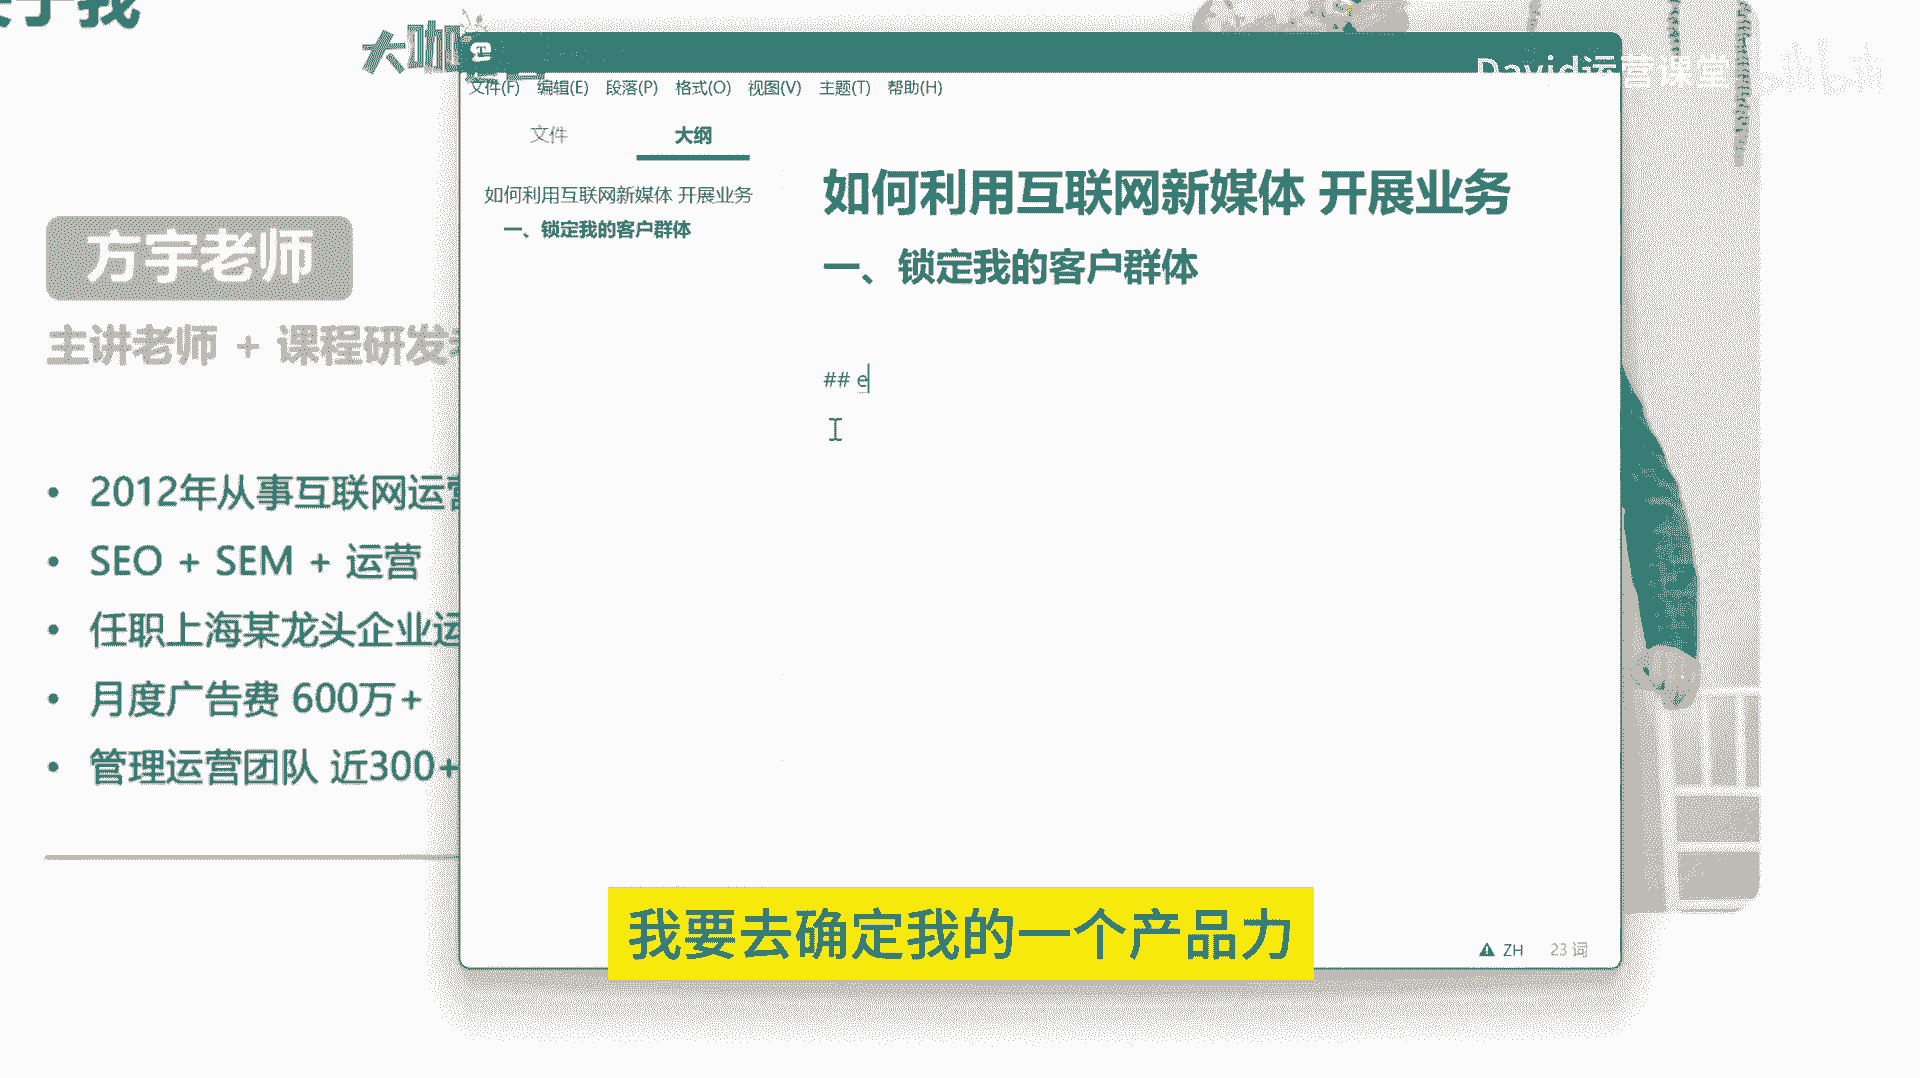 大咖
David运营课堂
文件(F) 编辑(E) 段落(P) 格式(O) 视图(V) 主题(T) 帮助(H)
文件 大纲
如何利用互联网新媒体 开展业务
一、锁定我的客户群体
如何利用互联网新媒体 开展业务
一、锁定我的客户群体
## e
方宇老师
主讲老师 + 课程研发
• 2012年从事互联网运营
• SEO + SEM + 运营
• 任职上海某龙头企业运
• 月度广告费 600万+
• 管理运营团队 近300+
我要去确定我的一个产品力
ZH 23 词